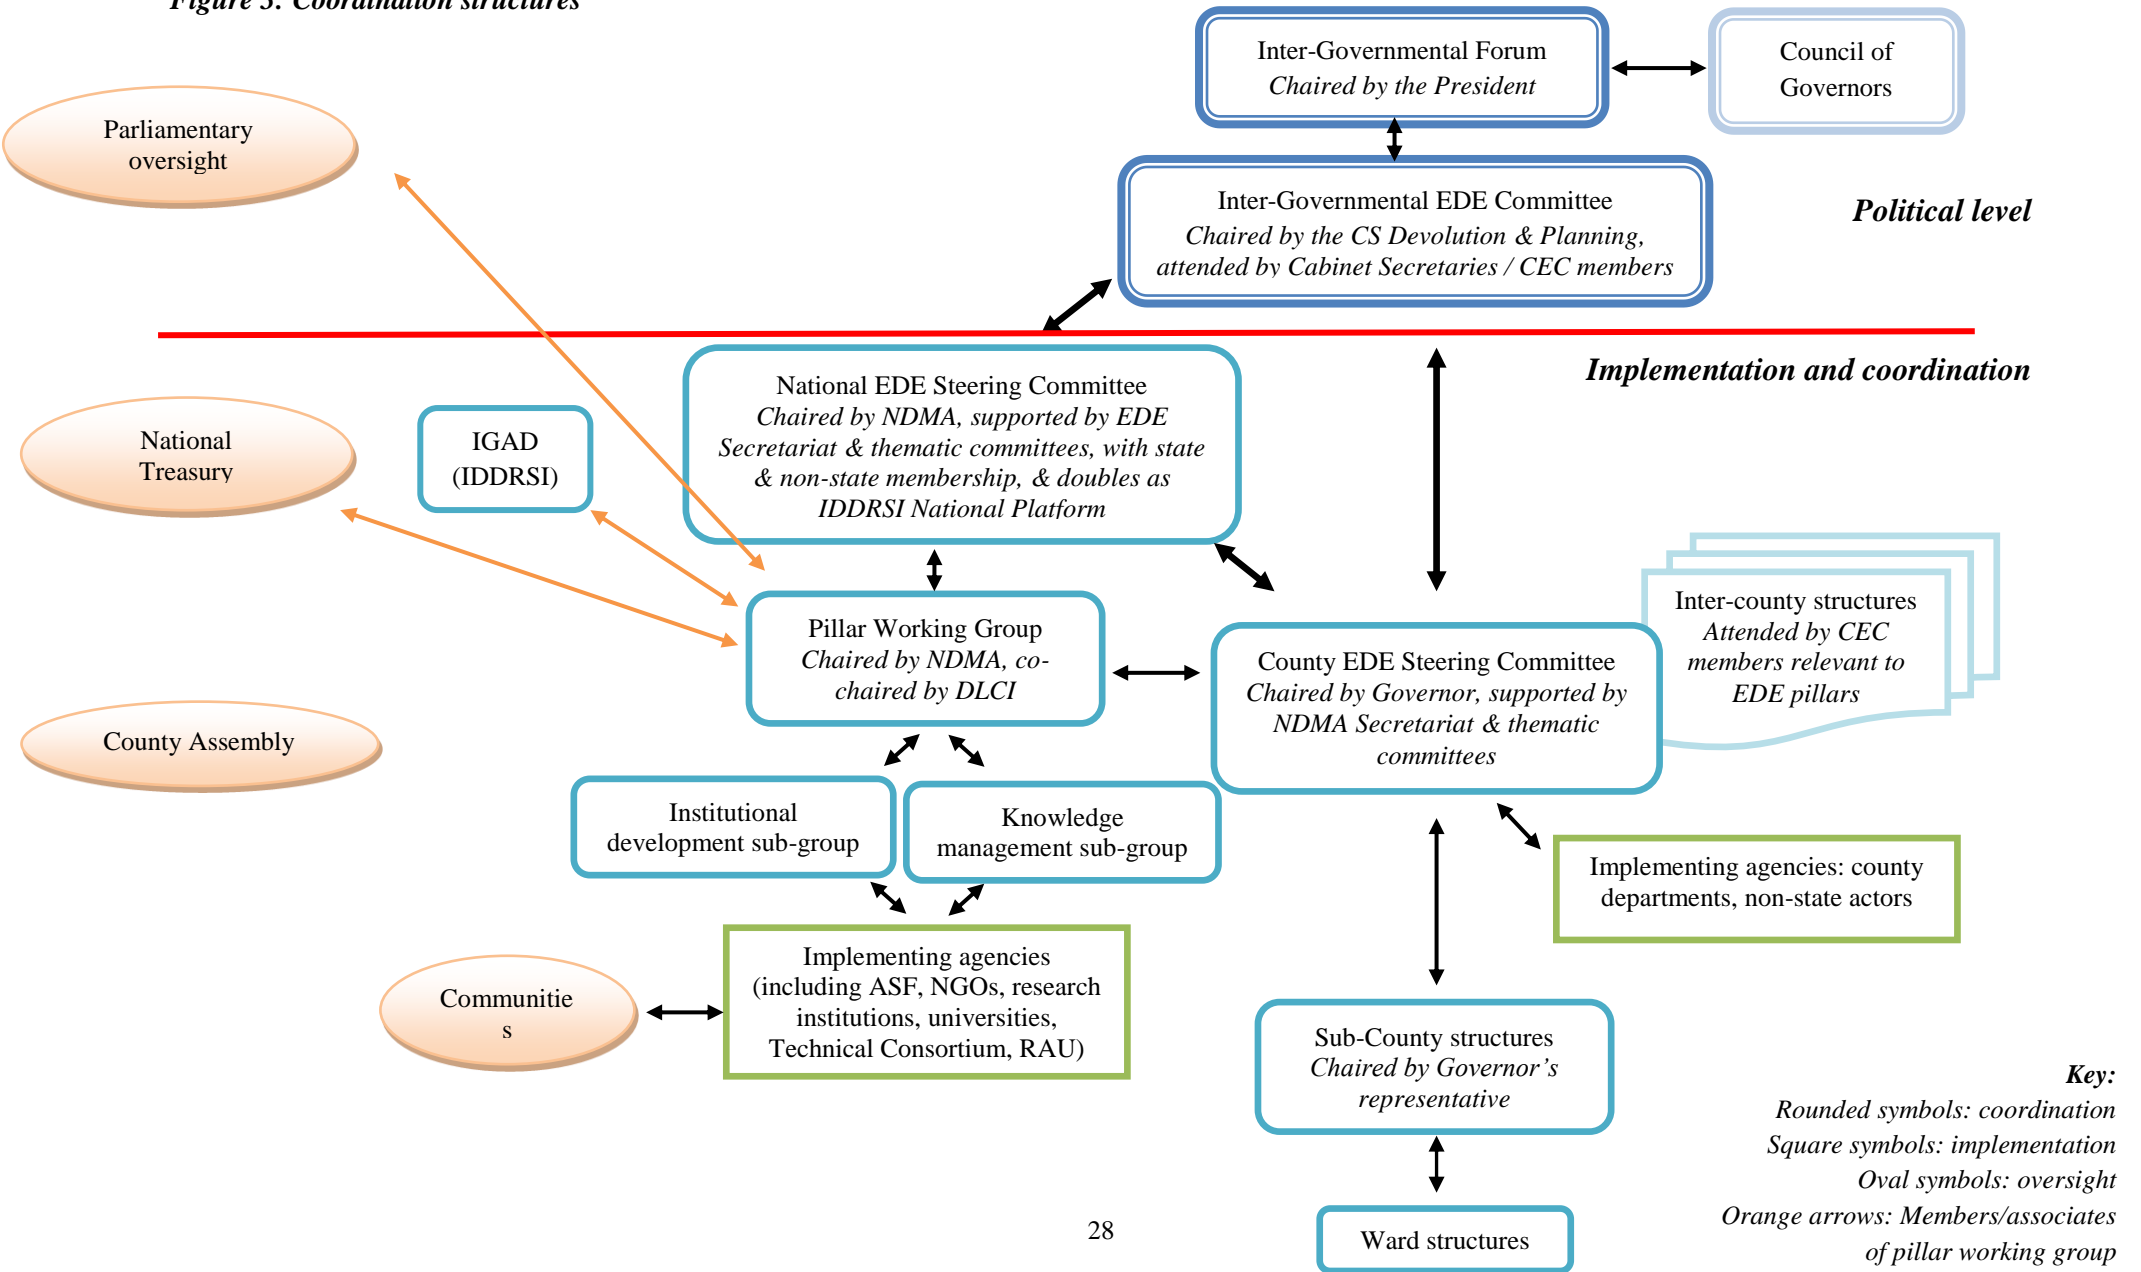 Figure 3: Coordination structures
Inter-Governmental Forum
Chaired by the President
Council of
Governors
Parliamentary
oversight
Inter-Governmental EDE Committee
Chaired by the CS Devolution & Planning,
attended by Cabinet Secretaries / CEC members
Political level
Implementation and coordination
National EDE Steering Committee
Chaired by NDMA, supported by EDE
Secretariat & thematic committees, with state
& non-state membership, & doubles as
IDDRSI National Platform
National
Treasury
IGAD
(IDDRSI)
Inter-county structures
Attended by CEC
members relevant to
EDE pillars
Pillar Working Group
Chaired by NDMA, co-
chaired by DLCI
County EDE Steering Committee
Chaired by Governor, supported by
NDMA Secretariat & thematic
committees
County Assembly
Institutional
development sub-group
Knowledge
management sub-group
Implementing agencies: county
departments, non-state actors
Implementing agencies
(including ASF, NGOs, research
institutions, universities,
Technical Consortium, RAU)
Communitie
s
Sub-County structures
Chaired by Governor’s
representative
Ward structures
Key:
Rounded symbols: coordination
Square symbols: implementation
Oval symbols: oversight
Orange arrows: Members/associates
of pillar working group
28